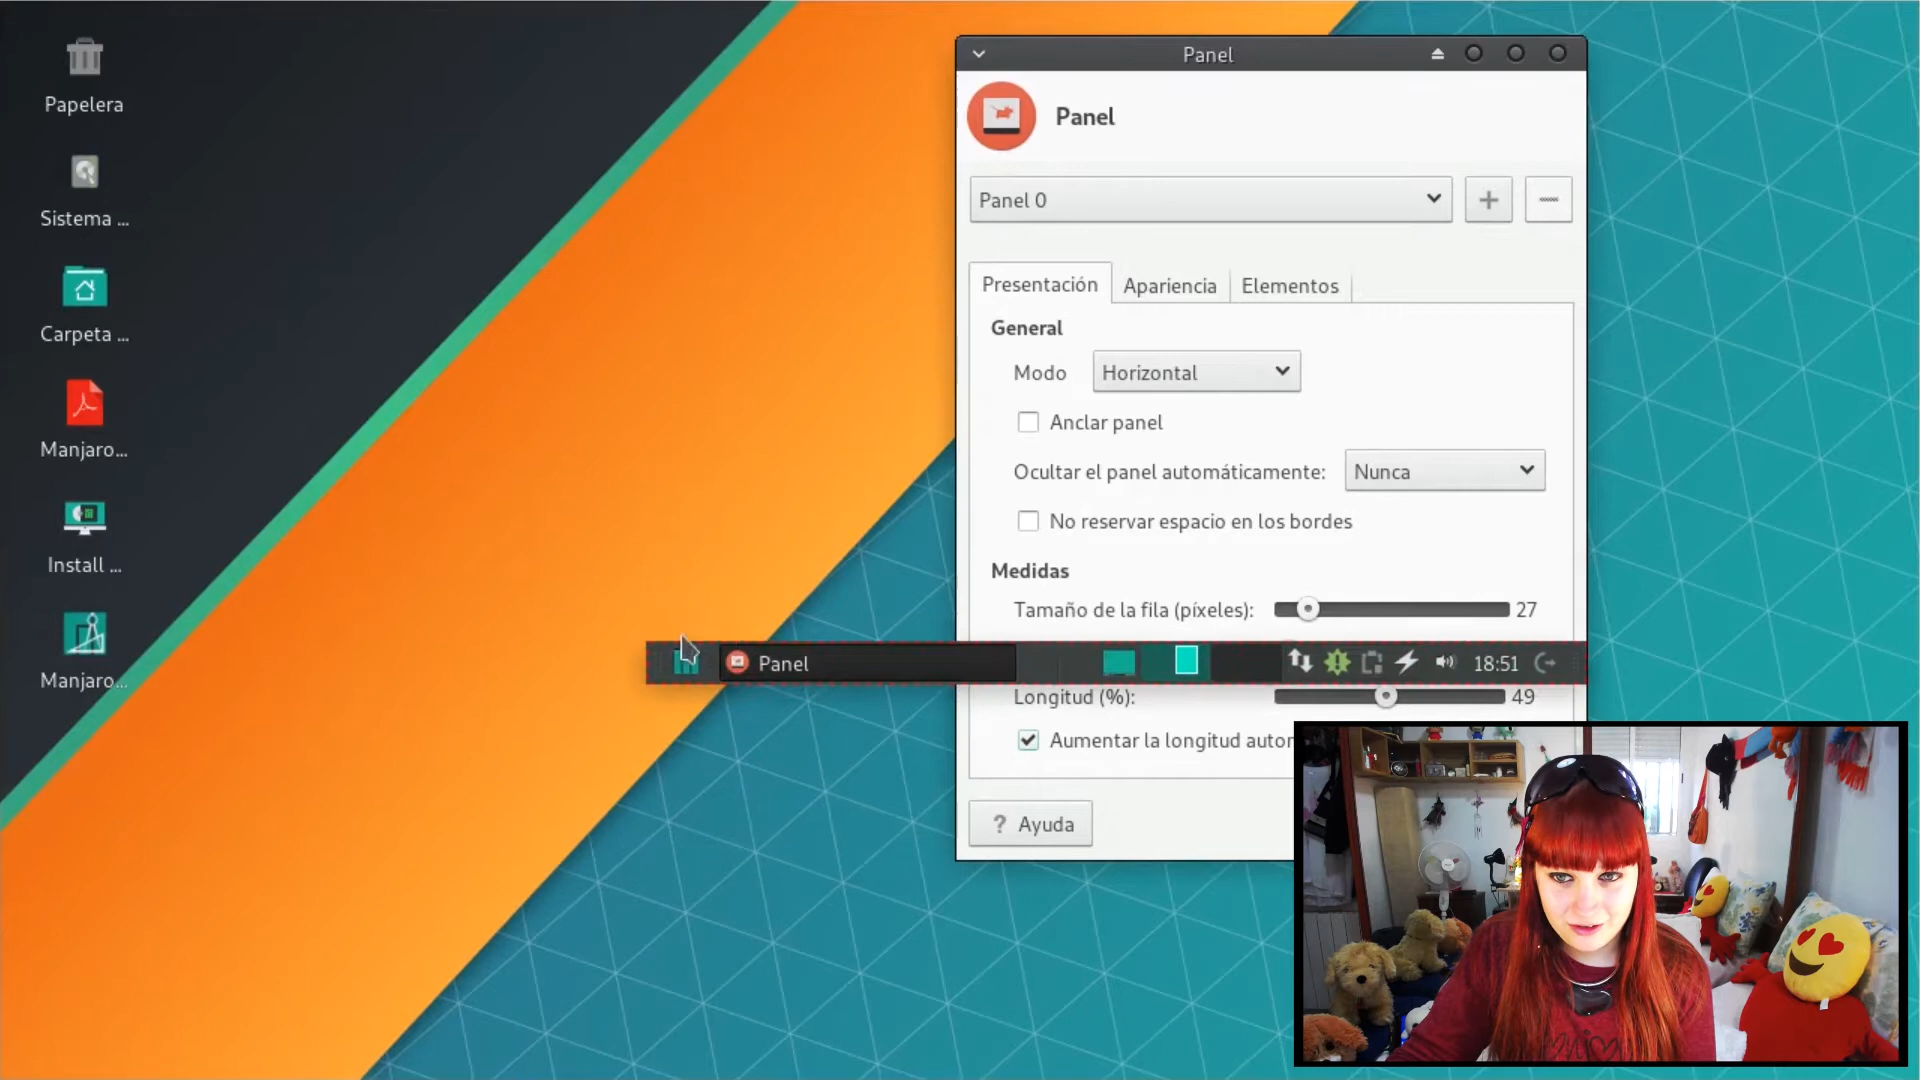 Papelera
Sistema ...
Carpeta ...
Manjaro...
Install ...
Manjaro...
Panel
Panel
Panel 0
Presentación
Apariencia
Elementos
General
Modo
Horizontal
Anclar panel
Ocultar el panel automáticamente:
Nunca
No reservar espacio en los bordes
Medidas
Tamaño de la fila (píxeles):
27
Panel
18:51
Longitud (%):
49
Aumentar la longitud autor
? Ayuda